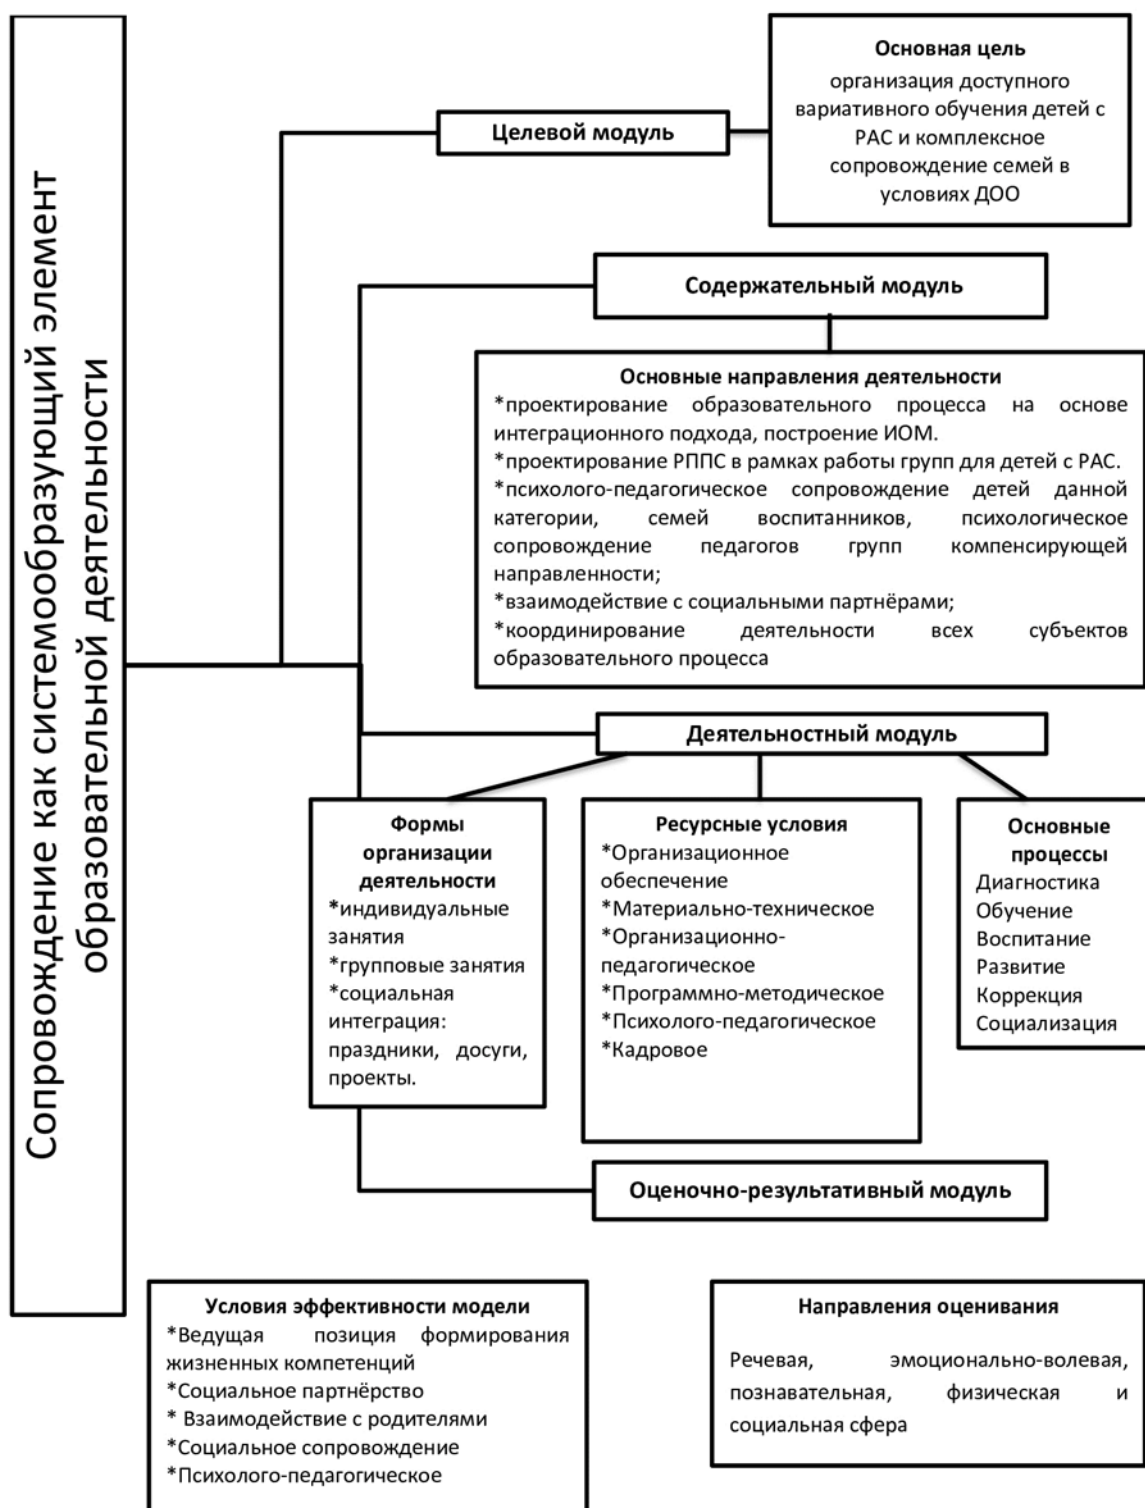 Сопровождение как системообразующий элемент
образовательной деятельности
Основная цель
организация доступного
вариативного обучения детей с
РАС и комплексное
сопровождение семей в
условиях ДОО
Целевой модуль
Содержательный модуль
Основные направления деятельности
*проектирование образовательного процесса на основе
интеграционного подхода, построение ИОМ.
*проектирование РППС в рамках работы групп для детей с РАС.
*психолого-педагогическое сопровождение детей данной
категории, семей воспитанников, психологическое
сопровождение педагогов групп компенсирующей
направленности;
*взаимодействие с социальными партнёрами;
*координирование деятельности всех субъектов
образовательного процесса
Деятельностный модуль
Формы
организации
деятельности
*индивидуальные
занятия
*групповые занятия
*социальная
интеграция:
праздники, досуги,
проекты.
Ресурсные условия
*Организационное
обеспечение
*Материально-техническое
*Организационно-
педагогическое
*Программно-методическое
*Психолого-педагогическое
*Кадровое
Основные
процессы
Диагностика
Обучение
Воспитание
Развитие
Коррекция
Социализация
Оценочно-результативный модуль
Условия эффективности модели
*Ведущая позиция формирования
жизненных компетенций
*Социальное партнёрство
* Взаимодействие с родителями
*Социальное сопровождение
*Психолого-педагогическое
Направления оценивания
Речевая, эмоционально-волевая,
познавательная, физическая и
социальная сфера